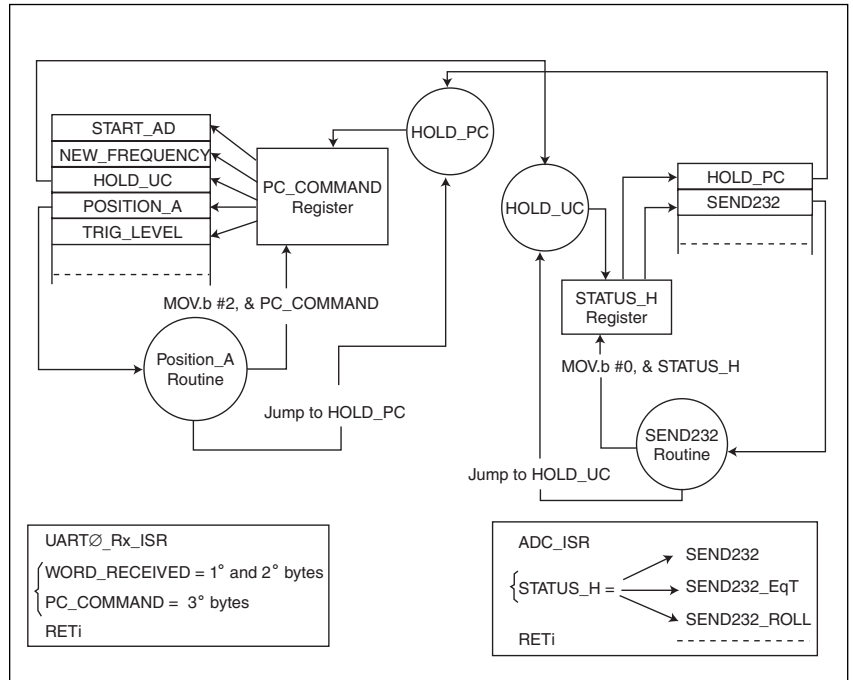 START_AD
NEW_FREQUENCY
HOLD_UC
POSITION_A
TRIG_LEVEL
PC_COMMAND
Register
HOLD_PC
HOLD_UC
HOLD_PC
SEND232
STATUS_H
Register
MOV.b #2, & PC_COMMAND
Position_A
Routine
Jump to HOLD_PC
MOV.b #0, & STATUS_H
SEND232
Routine
Jump to HOLD_UC
UART∅_Rx_ISR
WORD_RECEIVED = 1° and 2° bytes
PC_COMMAND = 3° bytes
RETi
ADC_ISR
STATUS_H =
SEND232
SEND232_EqT
SEND232_ROLL
RETi